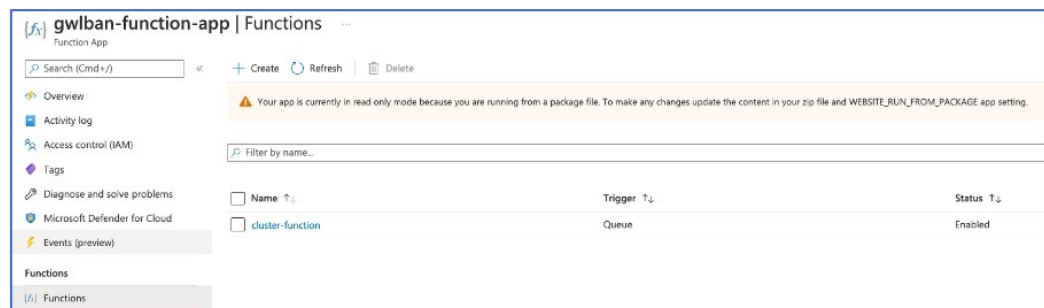 gwlban-function-app | Functions ...
Function App
Search (Cmd+/)
«
Overview
Activity log
Access control (IAM)
Tags
Diagnose and solve problems
Microsoft Defender for Cloud
Events (preview)
Functions
Functions
+ Create Refresh Delete
Your app is currently in read only mode because you are running from a package file. To make any changes update the content in your zip file and WEBSITE_RUN_FROM_PACKAGE app setting.
Filter by name...
Name ↑↓ Trigger ↑↓ Status ↑↓
cluster-function Queue Enabled